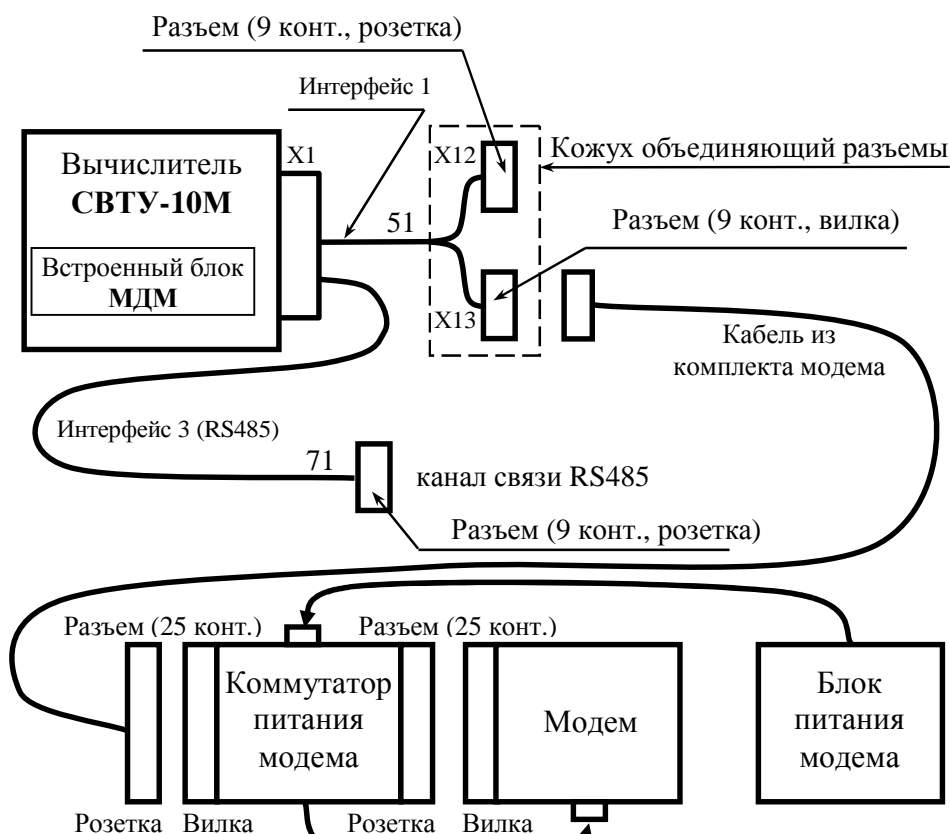 Разъем (9 конт., розетка)
Интерфейс 1
Вычислитель
СВТУ-10М
Встроенный блок
МДМ
X1
51
X12
X13
Кожух объединяющий разъемы
Разъем (9 конт., вилка)
Кабель из
комплекта модема
Интерфейс 3 (RS485)
71
канал связи RS485
Разъем (9 конт., розетка)
Разъем (25 конт.)
Разъем (25 конт.)
Коммутатор
питания
модема
Модем
Блок
питания
модема
Розетка
Вилка
Розетка
Вилка